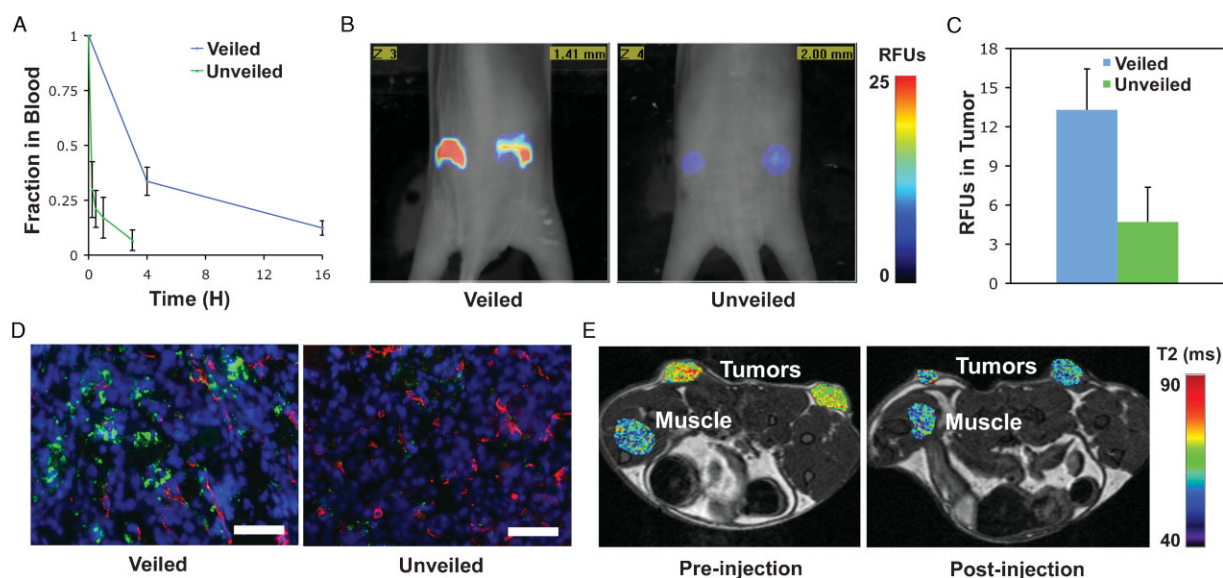 A
Fraction in Blood
1
0.75
0.5
0.25
0
0
4
8
12
16
Time (H)
Veiled
Unveiled
B
Z 3
1.41 mm
Z 4
2.00 mm
Veiled
Unveiled
RFUs
25
0
C
RFUs in Tumor
18
15
12
9
6
3
0
Veiled
Unveiled
D
Veiled
Unveiled
E
Tumors
Muscle
Pre-injection
Tumors
Muscle
Post-injection
T2 (ms)
90
40